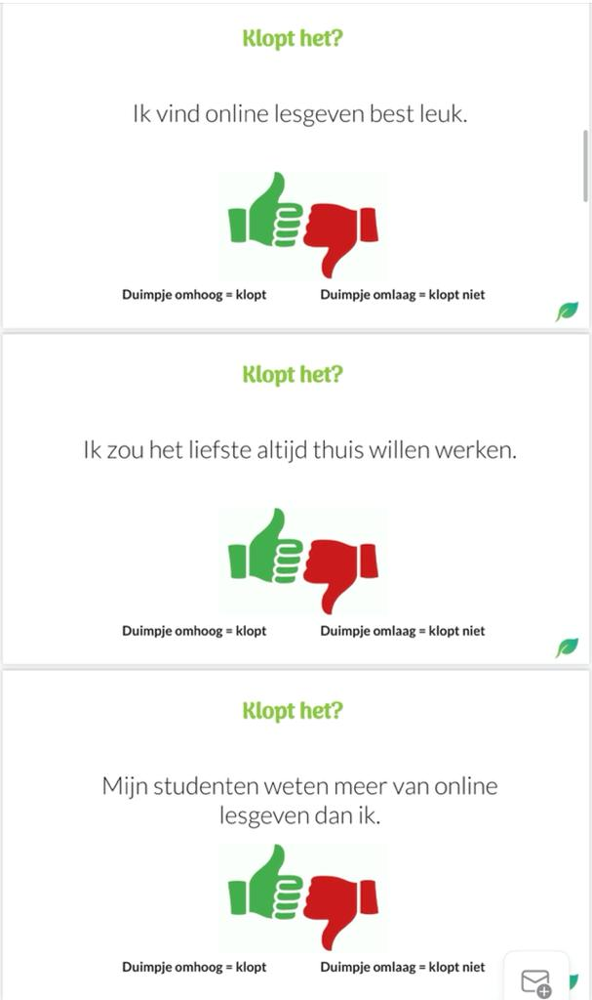 Klopt het?
Ik vind online lesgeven best leuk.
Duimpje omhoog = klopt Duimpje omlaag = klopt niet
Klopt het?
Ik zou het liefste altijd thuis willen werken.
Duimpje omhoog = klopt Duimpje omlaag = klopt niet
Klopt het?
Mijn studenten weten meer van online
lesgeven dan ik.
Duimpje omhoog = klopt Duimpje omlaag = klopt niet